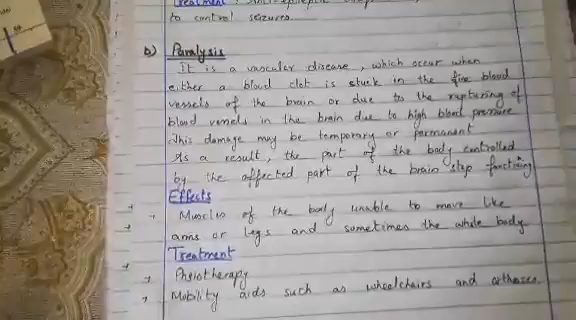 Treatment :
to control seizures.
b) Paralysis
It is a vascular disease, which occur when
either a blood clot is stuck in the fine blood
vessels of the brain or due to the rupturing of
blood vessels in the brain due to high blood pressure
This damage may be temporary or permanent
As a result, the part of the body controlled
by the affected part of the brain stop functioning
Effects
→ Muscles of the body unable to move like
arms or legs and sometimes the whole body
Treatment
→ Phsiotherapy
→ Mobility aids such as wheelchairs and orthoses.